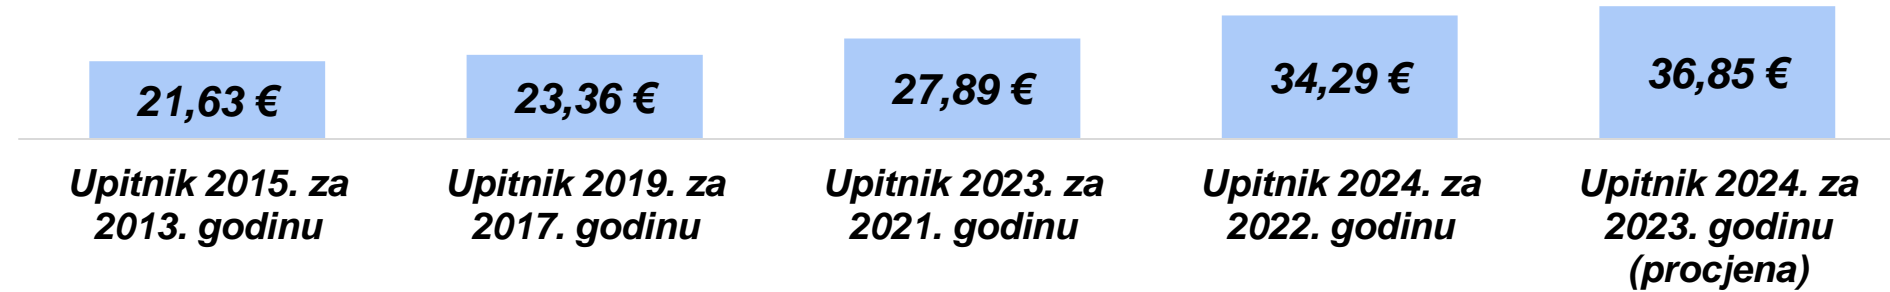 21,63 €
23,36 €
27,89 €
34,29 €
36,85 €
Upitnik 2015. za
2013. godinu
Upitnik 2019. za
2017. godinu
Upitnik 2023. za
2021. godinu
Upitnik 2024. za
2022. godinu
Upitnik 2024. za
2023. godinu
(procjena)